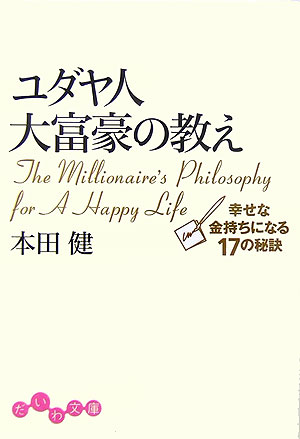 ユダヤ人
大富豪の教え
The Millionaire's Philosophy
for A Happy Life
本田 健
幸せな
金持ちになる
17の秘訣
だいわ文庫